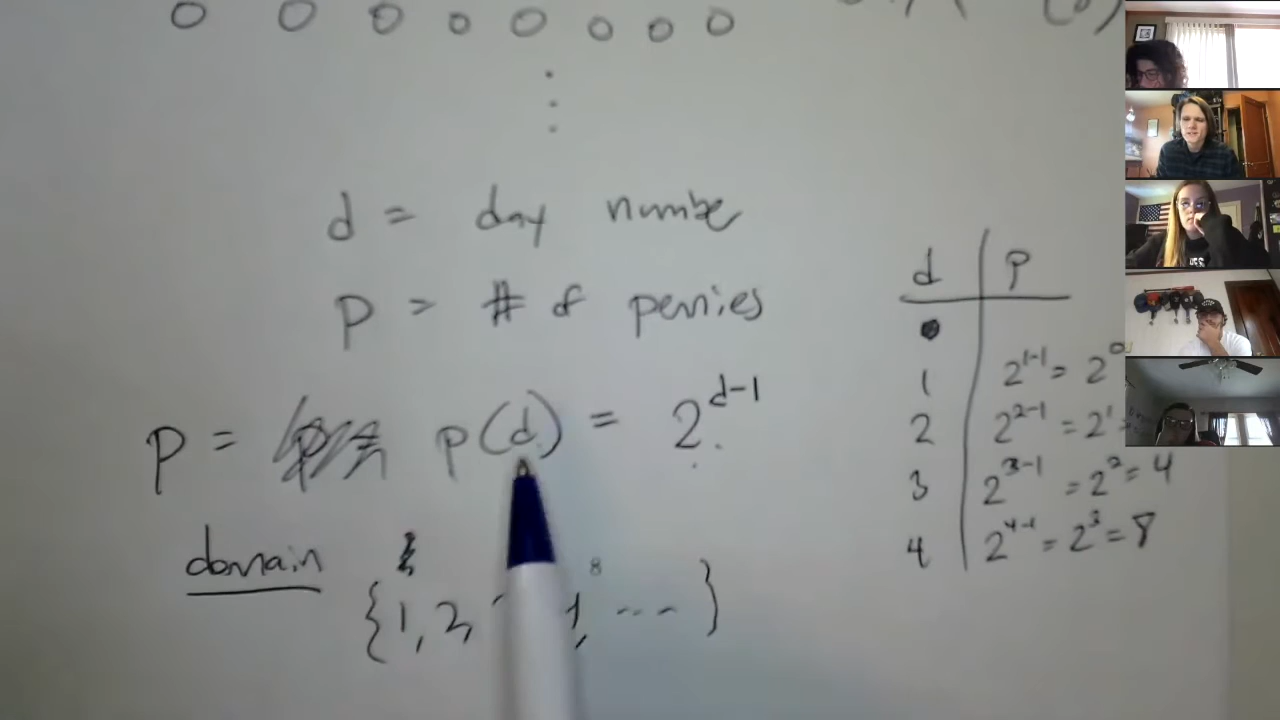 d = day number
p = # of pennies
p = p(d) = 2^{d-1}
domain
{1, 2, ... }
d | p
1 | 2^{1-1} = 2^0
2 | 2^{2-1} = 2^1 =
3 | 2^{3-1} = 2^2 = 4
4 | 2^{4-1} = 2^3 = 8